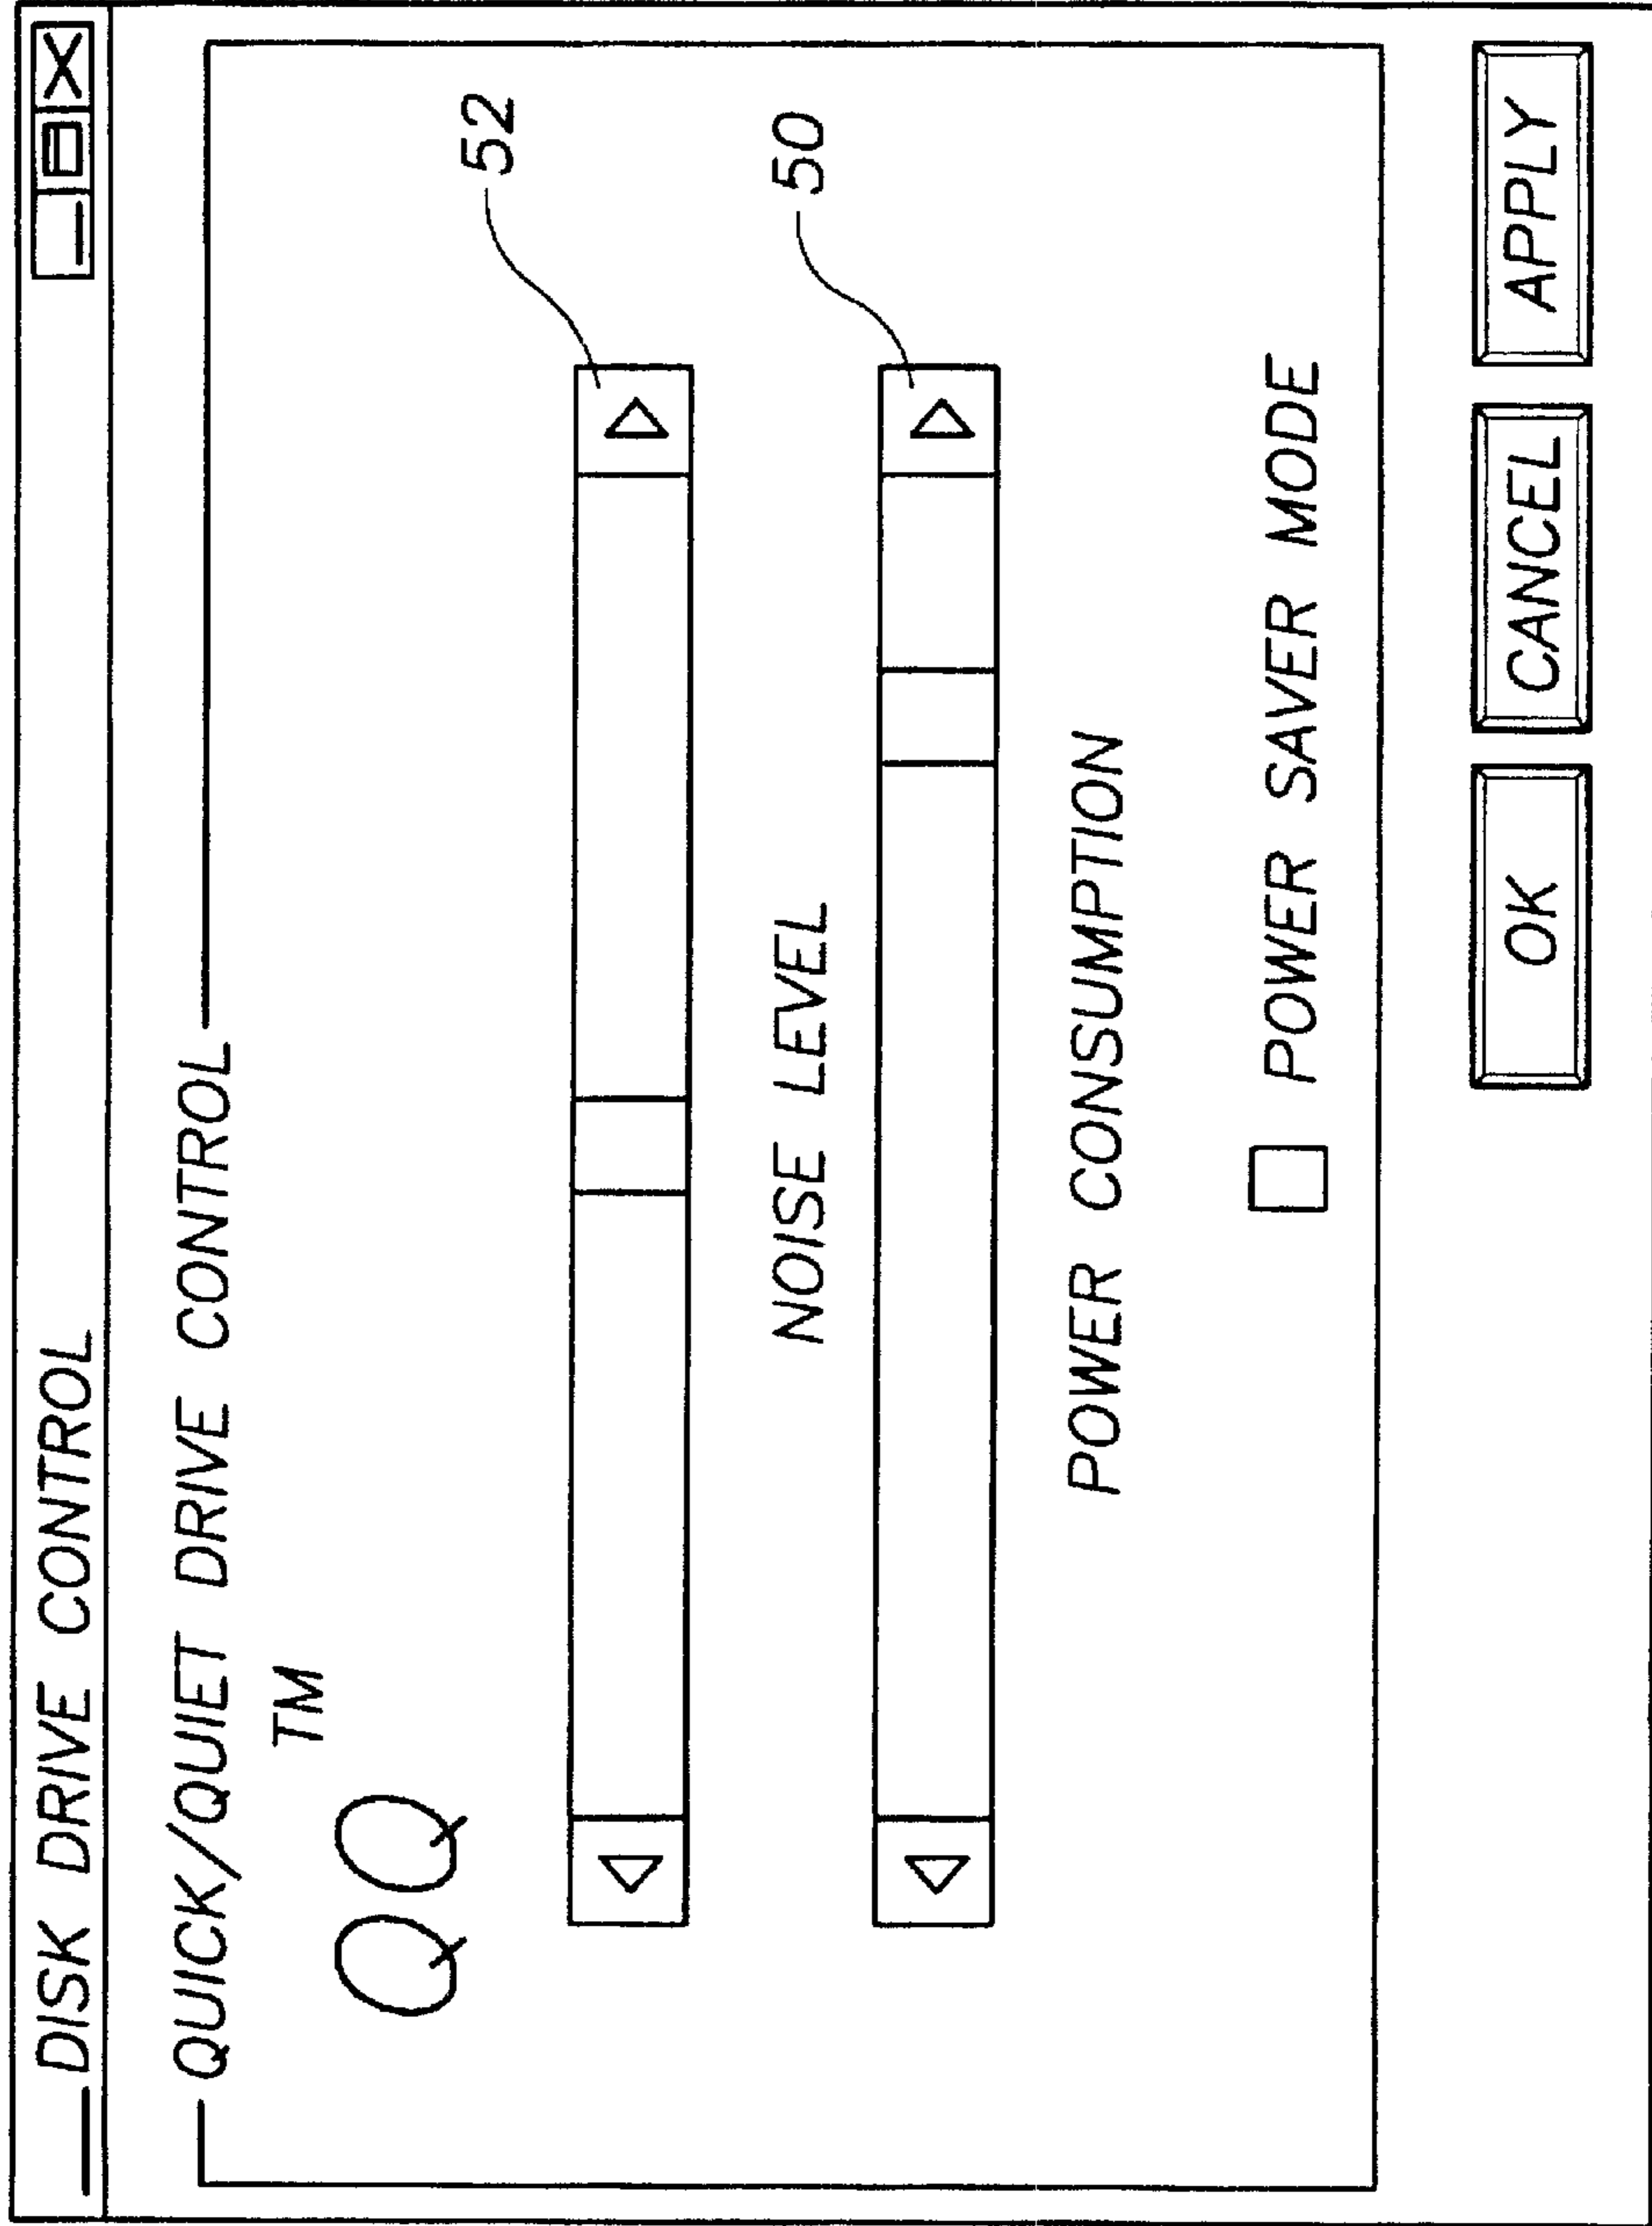 DISK DRIVE CONTROL
QUICK/QUIET DRIVE CONTROL
TM
QQ
52
NOISE LEVEL
50
POWER CONSUMPTION
POWER SAVER MODE
OK CANCEL APPLY